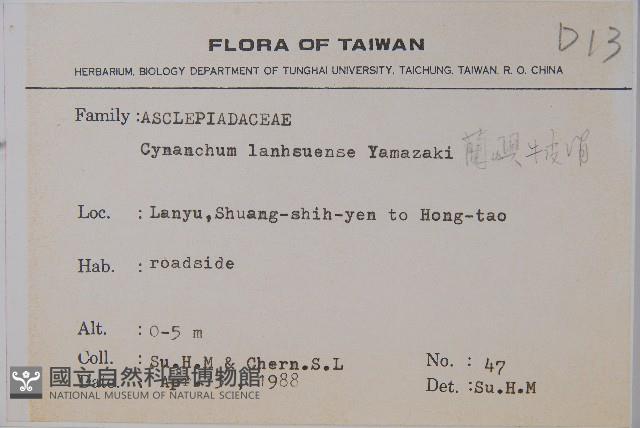 D13
FLORA OF TAIWAN
HERBARIUM, BIOLOGY DEPARTMENT OF TUNGHAI UNIVERSITY, TAICHUNG, TAIWAN, R. O. CHINA
Family :ASCLEPIADACEAE
Cynanchum lanhsuense Yamazaki 蘭嶼牛皮消
Loc. : Lanyu,Shuang-shih-yen to Hong-tao
Hab. : roadside
Alt. : 0-5 m
Coll. : Su.H.M & Chern.S.L No. : 47
Date. 1988 Det. :Su.H.M
國立自然科學博物館
NATIONAL MUSEUM OF NATURAL SCIENCE